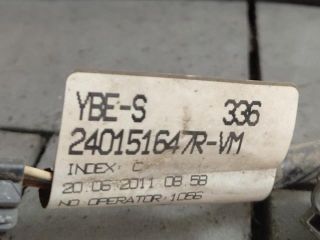 YBE-S 336
240151647R-VM
INDEX: C
20.06.2011 08.58
NO OPERATOR:1066